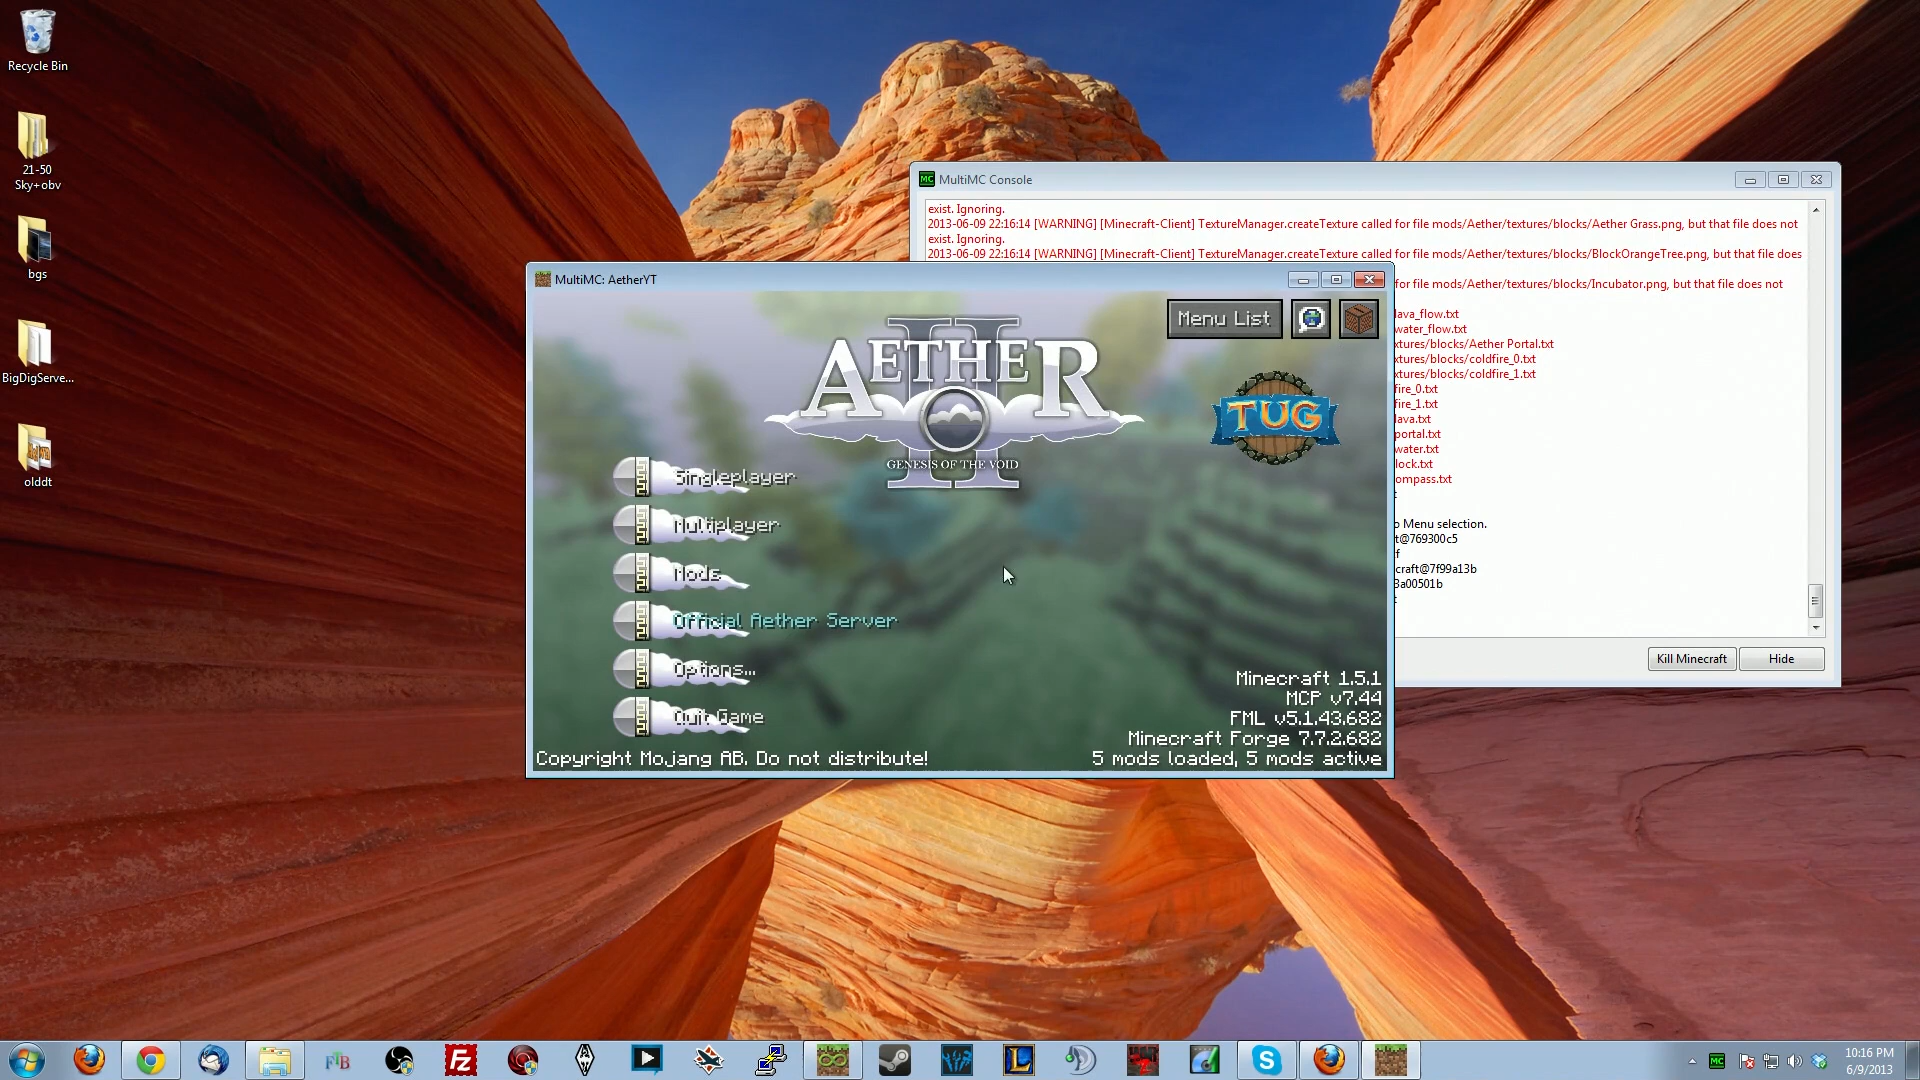 Recycle Bin
21-50
Sky+obv
bgs
BigDigServe...
olddt
MC MultiMC Console
exist. Ignoring.
2013-06-09 22:16:14 [WARNING] [Minecraft-Client] TextureManager.createTexture called for file mods/Aether/textures/blocks/Aether Grass.png, but that file does not
exist. Ignoring.
2013-06-09 22:16:14 [WARNING] [Minecraft-Client] TextureManager.createTexture called for file mods/Aether/textures/blocks/BlockOrangeTree.png, but that file does
for file mods/Aether/textures/blocks/Incubator.png, but that file does not
lava_flow.txt
water_flow.txt
xtures/blocks/Aether Portal.txt
xtures/blocks/coldfire_0.txt
xtures/blocks/coldfire_1.txt
fire_0.txt
fire_1.txt
lava.txt
portal.txt
water.txt
lock.txt
ompass.txt
t
o Menu selection.
t@769300c5
f
craft@7f99a13b
3a00501b
t
Kill Minecraft
Hide
MultiMC: AetherYT
Menu List
II
AETHER
GENESIS OF THE VOID
TUG
Singleplayer
Multiplayer
Mods
Official Aether Server
Options...
Quit Game
Minecraft 1.5.1
MCP v7.44
FML v5.1.43.682
Minecraft Forge 7.7.2.682
Copyright Mojang AB. Do not distribute!
5 mods loaded, 5 mods active
FTB
FZ
L
S
MC
10:16 PM
6/9/2013